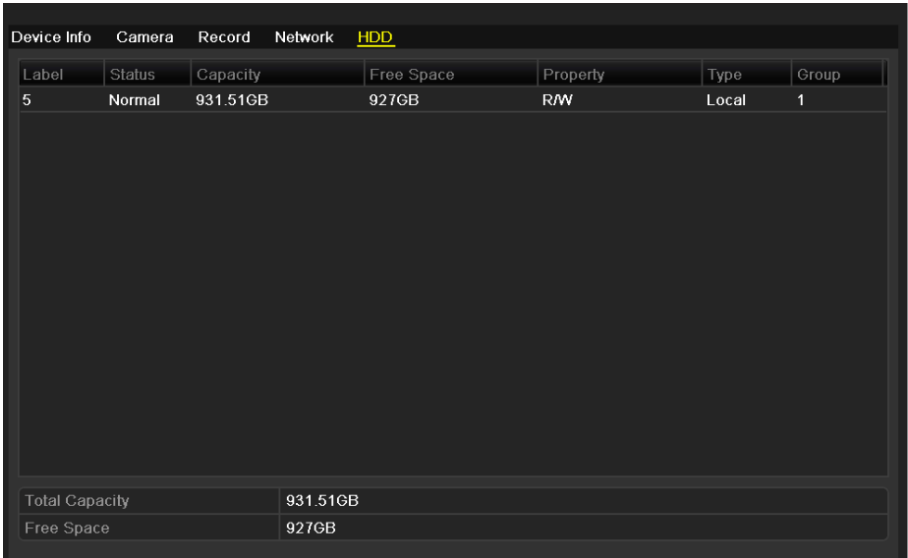 Device Info Camera Record Network HDD
Label Status Capacity Free Space Property Type Group
5 Normal 931.51GB 927GB R/W Local 1
Total Capacity 931.51GB
Free Space 927GB